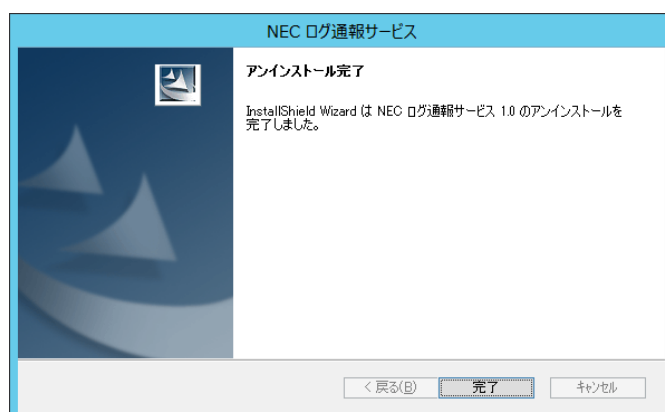 NEC ログ通報サービス
アンインストール完了
InstallShield Wizard は NEC ログ通報サービス 1.0 のアンインストールを
完了しました。
< 戻る(B)
完了
キャンセル